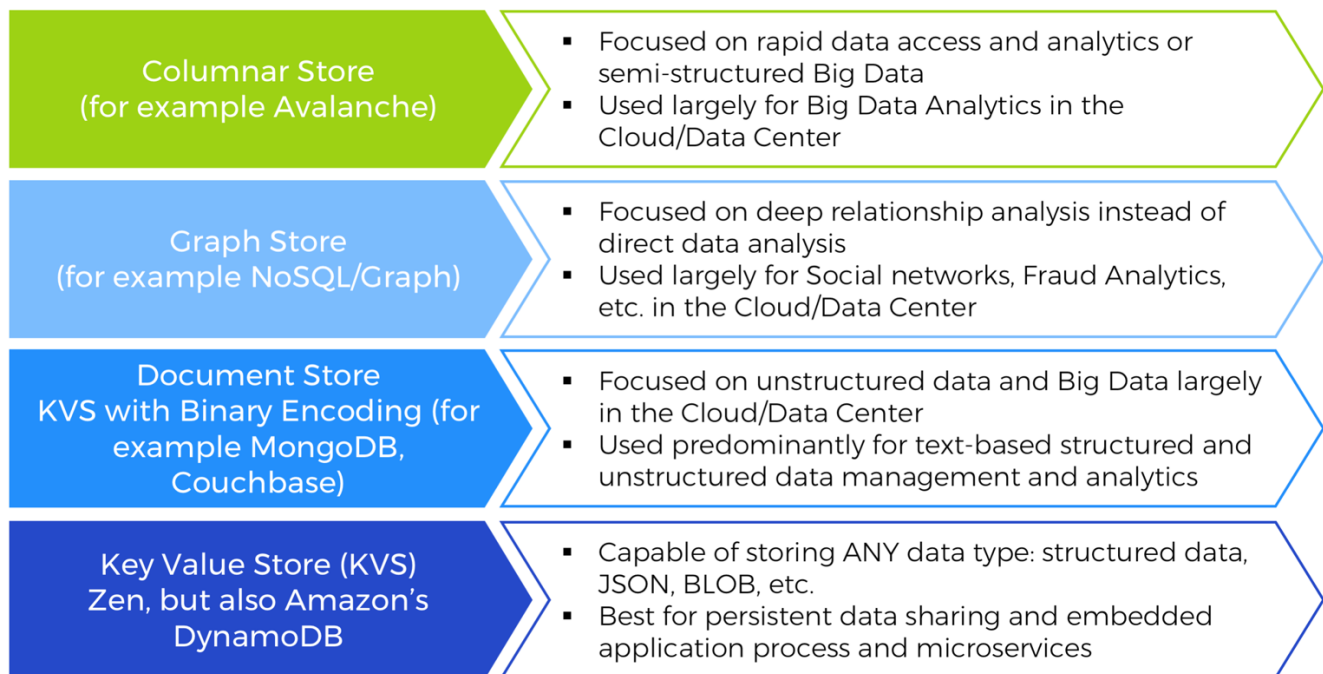 Columnar Store
(for example Avalanche)
▪ Focused on rapid data access and analytics or
semi-structured Big Data
▪ Used largely for Big Data Analytics in the
Cloud/Data Center
Graph Store
(for example NoSQL/Graph)
▪ Focused on deep relationship analysis instead of
direct data analysis
▪ Used largely for Social networks, Fraud Analytics,
etc. in the Cloud/Data Center
Document Store
KVS with Binary Encoding (for
example MongoDB,
Couchbase)
▪ Focused on unstructured data and Big Data largely
in the Cloud/Data Center
▪ Used predominantly for text-based structured and
unstructured data management and analytics
Key Value Store (KVS)
Zen, but also Amazon’s
DynamoDB
▪ Capable of storing ANY data type: structured data,
JSON, BLOB, etc.
▪ Best for persistent data sharing and embedded
application process and microservices